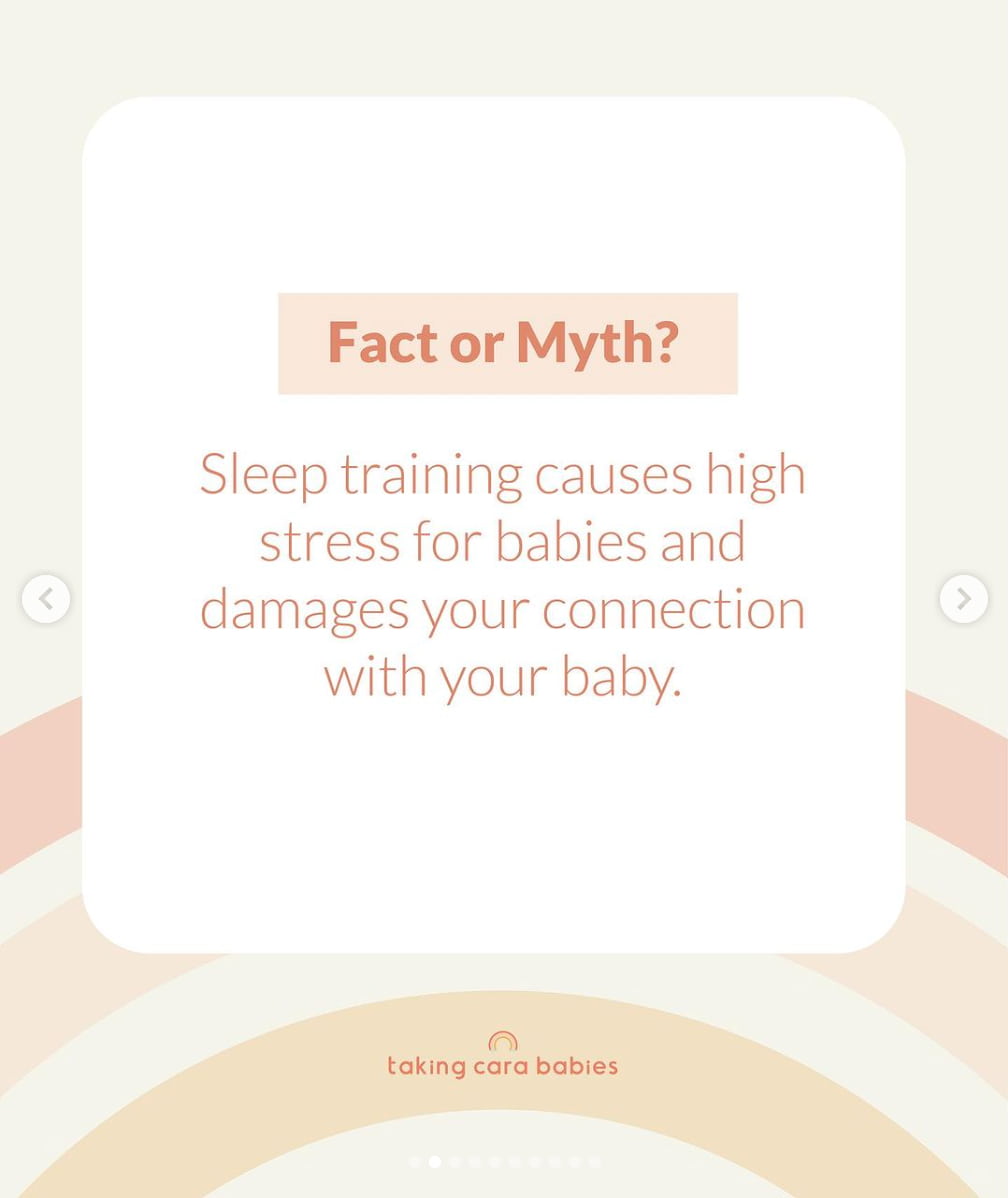 Fact or Myth?
Sleep training causes high
stress for babies and
damages your connection
with your baby.
taking cara babies